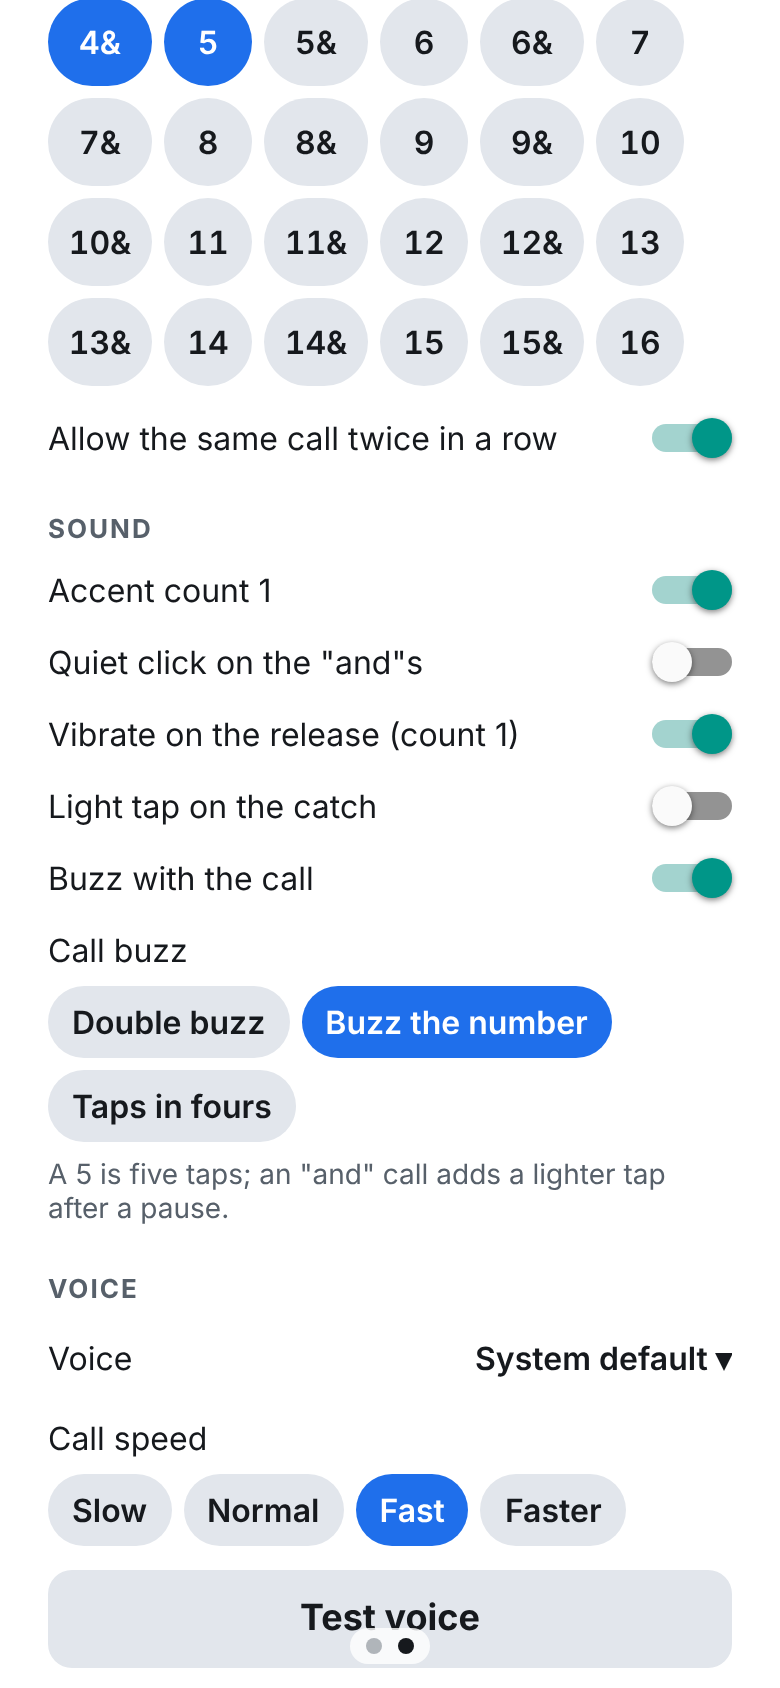 4& 5 5& 6 6& 7
7& 8 8& 9 9& 10
10& 11 11& 12 12& 13
13& 14 14& 15 15& 16
Allow the same call twice in a row
SOUND
Accent count 1
Quiet click on the "and"s
Vibrate on the release (count 1)
Light tap on the catch
Buzz with the call
Call buzz
Double buzz Buzz the number
Taps in fours
A 5 is five taps; an "and" call adds a lighter tap
after a pause.
VOICE
Voice System default ▾
Call speed
Slow Normal Fast Faster
Test voice